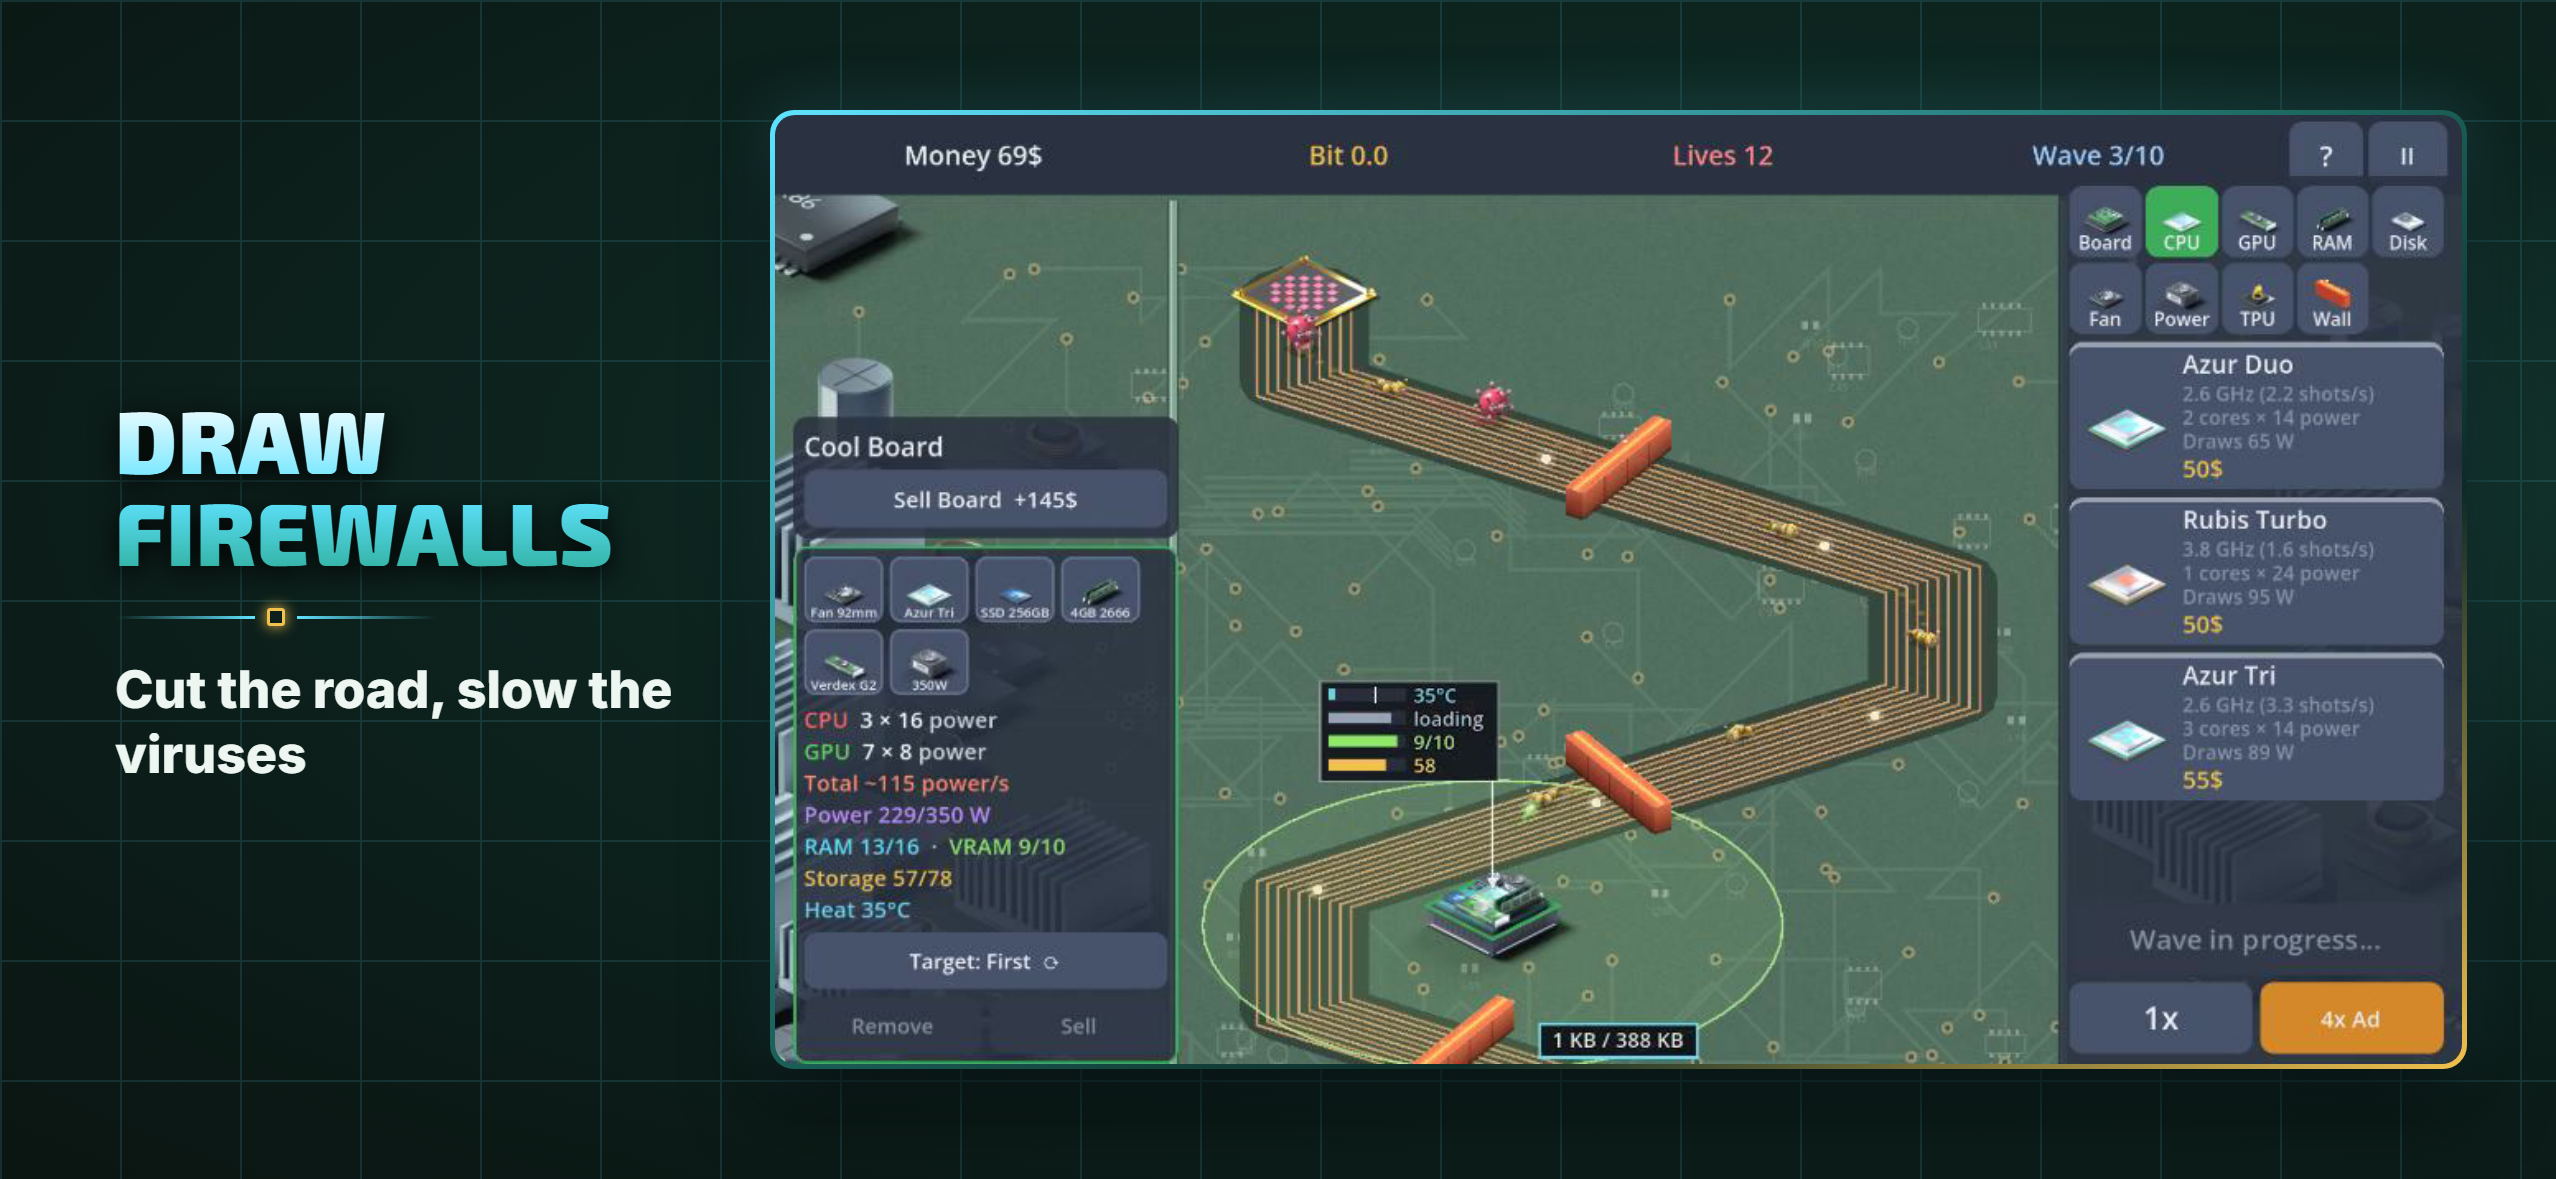 DRAW
FIREWALLS
Cut the road, slow the
viruses
Money 69$
Bit 0.0
Lives 12
Wave 3/10
?
Board
CPU
GPU
RAM
Disk
Fan
Power
TPU
Wall
Cool Board
Sell Board +145$
Fan 92mm
Azur Tri
SSD 256GB
4GB 2666
Verdex G2
350W
CPU 3 × 16 power
GPU 7 × 8 power
Total ~115 power/s
Power 229/350 W
RAM 13/16 · VRAM 9/10
Storage 57/78
Heat 35°C
Target: First
Remove
Sell
35°C
loading
9/10
58
1 KB / 388 KB
Azur Duo
2.6 GHz (2.2 shots/s)
2 cores × 14 power
Draws 65 W
50$
Rubis Turbo
3.8 GHz (1.6 shots/s)
1 cores × 24 power
Draws 95 W
50$
Azur Tri
2.6 GHz (3.3 shots/s)
3 cores × 14 power
Draws 89 W
55$
Wave in progress...
1x
4x Ad